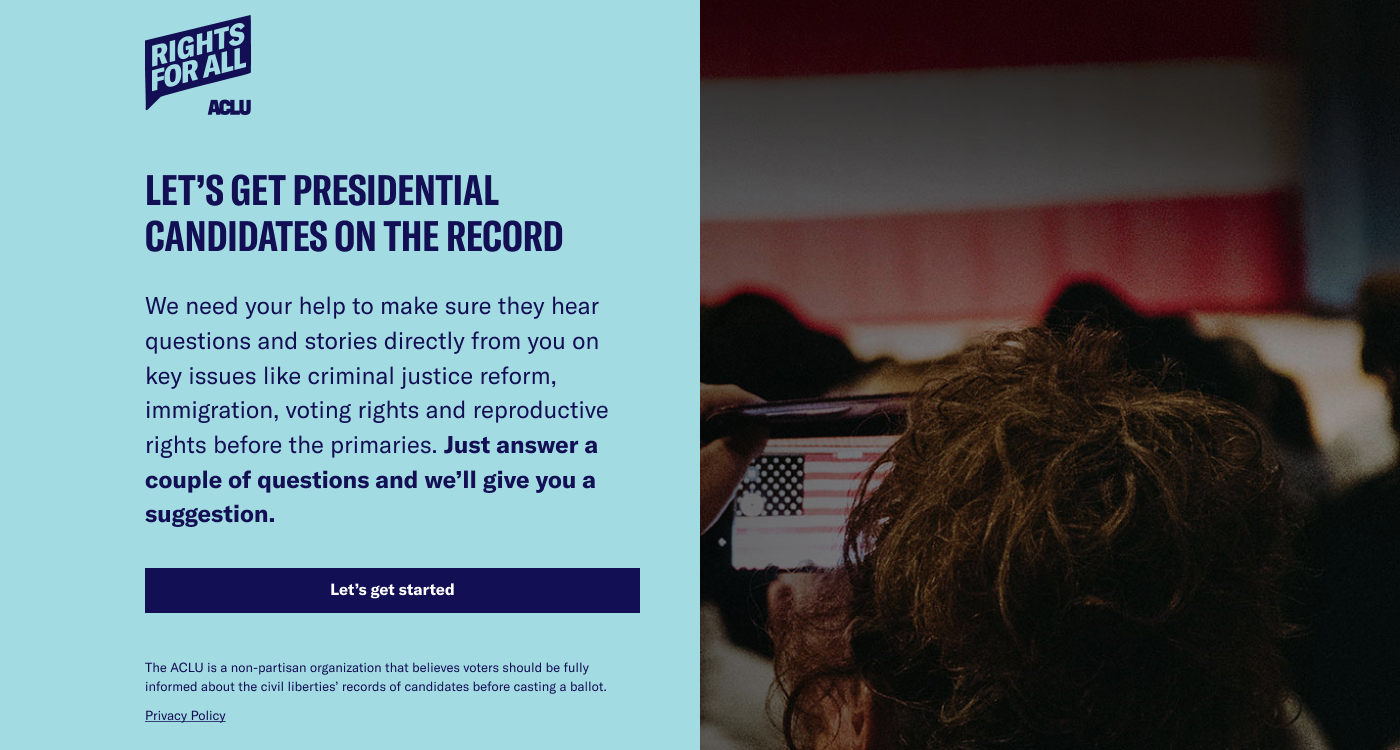 RIGHTS
FOR ALL
ACLU
LET’S GET PRESIDENTIAL
CANDIDATES ON THE RECORD
We need your help to make sure they hear
questions and stories directly from you on
key issues like criminal justice reform,
immigration, voting rights and reproductive
rights before the primaries. Just answer a
couple of questions and we’ll give you a
suggestion.
Let’s get started
The ACLU is a non-partisan organization that believes voters should be fully
informed about the civil liberties’ records of candidates before casting a ballot.
Privacy Policy